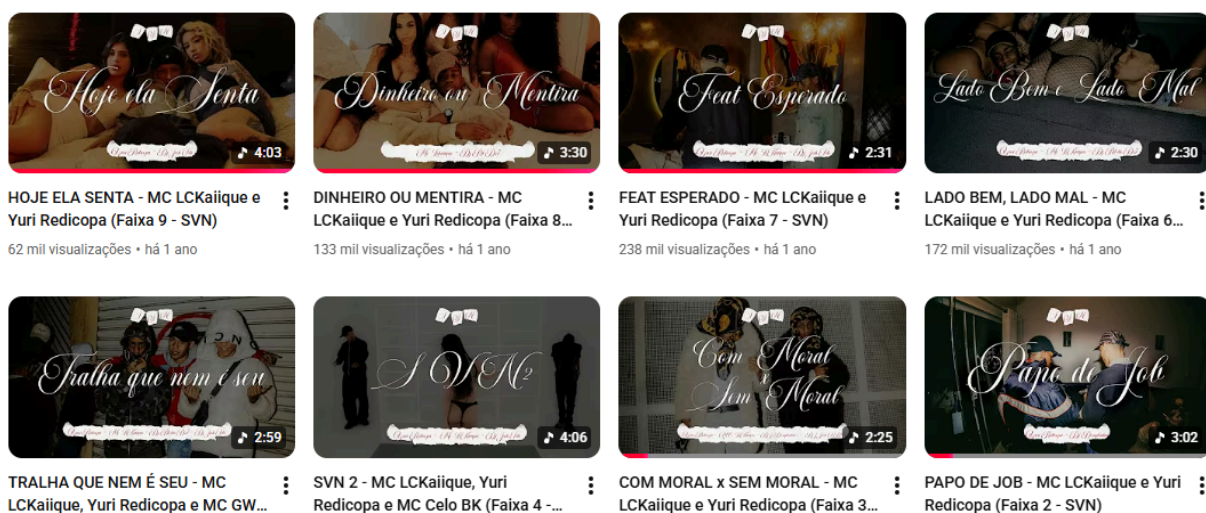 Hoje ela Senta
4:03
HOJE ELA SENTA - MC LCKaiique e
Yuri Redicopa (Faixa 9 - SVN)
62 mil visualizações • há 1 ano
Dinheiro ou Mentira
3:30
DINHEIRO OU MENTIRA - MC
LCKaiique e Yuri Redicopa (Faixa 8...
133 mil visualizações • há 1 ano
Feat Esperado
2:31
FEAT ESPERADO - MC LCKaiique e
Yuri Redicopa (Faixa 7 - SVN)
238 mil visualizações • há 1 ano
Lado Bem e Lado Mal
2:30
LADO BEM, LADO MAL - MC
LCKaiique e Yuri Redicopa (Faixa 6...
172 mil visualizações • há 1 ano
Tralha que nem é seu
2:59
TRALHA QUE NEM É SEU - MC
LCKaiique, Yuri Redicopa e MC GW...
SVN2
4:06
SVN 2 - MC LCKaiique, Yuri
Redicopa e MC Celo BK (Faixa 4 -...
Com Moral
x
Sem Moral
2:25
COM MORAL x SEM MORAL - MC
LCKaiique e Yuri Redicopa (Faixa 3...
Papo de Job
3:02
PAPO DE JOB - MC LCKaiique e Yuri
Redicopa (Faixa 2 - SVN)